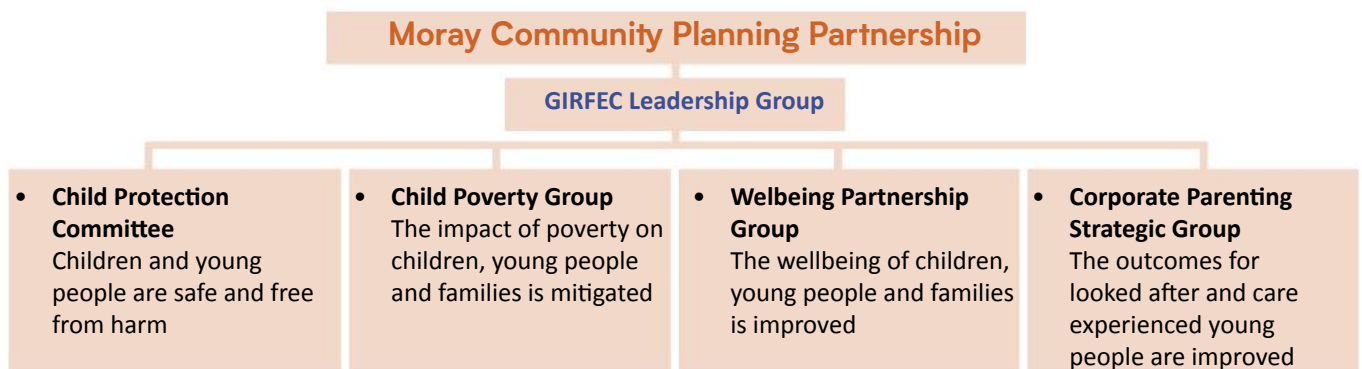 Moray Community Planning Partnership
GIRFEC Leadership Group
• Child Protection
Committee
Children and young
people are safe and free
from harm
• Child Poverty Group
The impact of poverty on
children, young people
and families is mitigated
• Welbeing Partnership
Group
The wellbeing of children,
young people and families
is improved
• Corporate Parenting
Strategic Group
The outcomes for
looked after and care
experienced young
people are improved